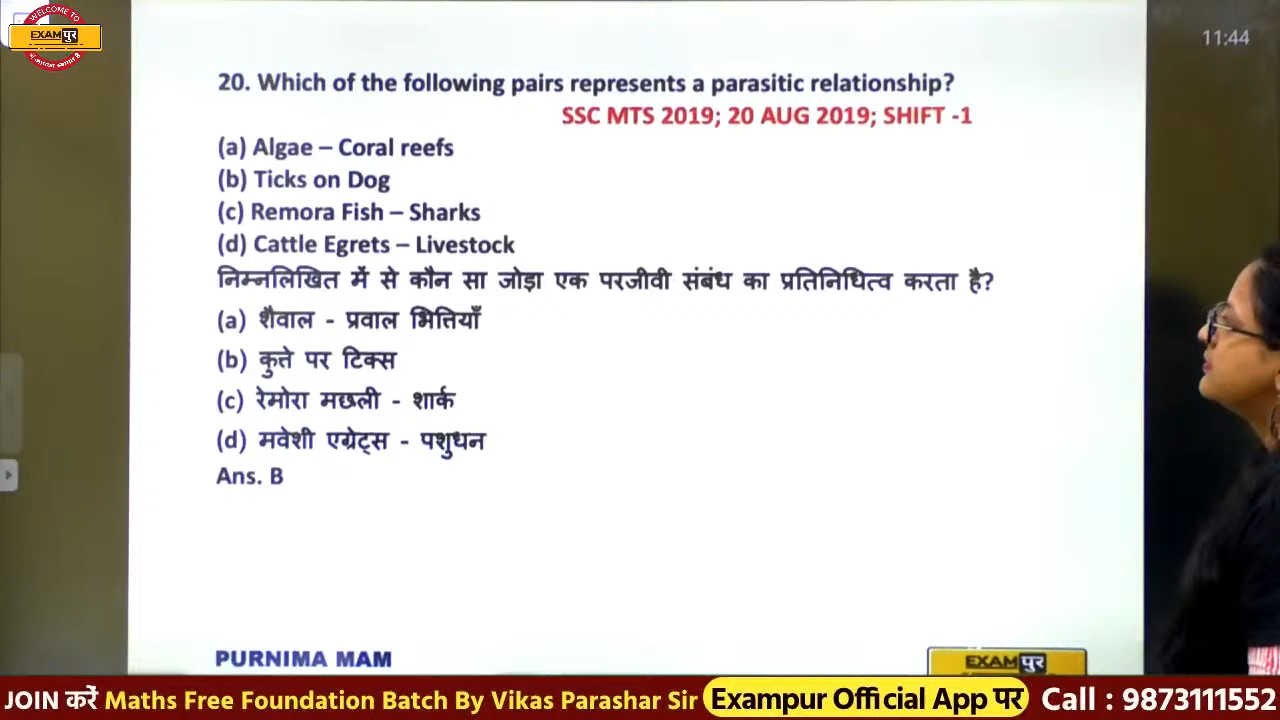 WELCOME TO
EXAMपुर
11:44
20. Which of the following pairs represents a parasitic relationship?
SSC MTS 2019; 20 AUG 2019; SHIFT -1
(a) Algae – Coral reefs
(b) Ticks on Dog
(c) Remora Fish – Sharks
(d) Cattle Egrets – Livestock
निम्नलिखित में से कौन सा जोड़ा एक परजीवी संबंध का प्रतिनिधित्व करता है?
(a) शैवाल - प्रवाल भित्तियाँ
(b) कुत्ते पर टिक्स
(c) रेमोरा मछली - शार्क
(d) मवेशी एग्रेट्स - पशुधन
Ans. B
PURNIMA MAM
EXAMपुर
JOIN करें Maths Free Foundation Batch By Vikas Parashar Sir Exampur Official App पर Call : 9873111552